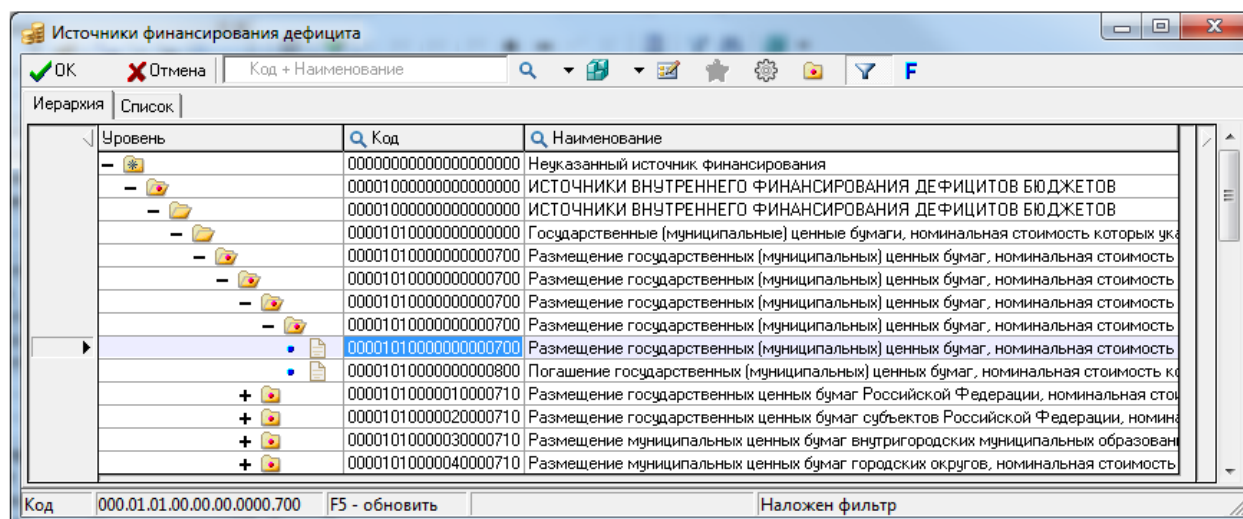 Источники финансирования дефицита
OK Отмена Код + Наименование F
Иерархия Список
Уровень Код Наименование
00000000000000000000 Неуказанный источник финансирования
00001000000000000000 ИСТОЧНИКИ ВНУТРЕННЕГО ФИНАНСИРОВАНИЯ ДЕФИЦИТОВ БЮДЖЕТОВ
00001000000000000000 ИСТОЧНИКИ ВНУТРЕННЕГО ФИНАНСИРОВАНИЯ ДЕФИЦИТОВ БЮДЖЕТОВ
00001010000000000000 Государственные (муниципальные) ценные бумаги, номинальная стоимость которых ука
00001010000000000700 Размещение государственных (муниципальных) ценных бумаг, номинальная стоимость
00001010000000000700 Размещение государственных (муниципальных) ценных бумаг, номинальная стоимость
00001010000000000700 Размещение государственных (муниципальных) ценных бумаг, номинальная стоимость
00001010000000000700 Размещение государственных (муниципальных) ценных бумаг, номинальная стоимость
00001010000000000700 Размещение государственных (муниципальных) ценных бумаг, номинальная стоимость
00001010000000000800 Погашение государственных (муниципальных) ценных бумаг, номинальная стоимость ко
00001010000010000710 Размещение государственных ценных бумаг Российской Федерации, номинальная стои
00001010000020000710 Размещение государственных ценных бумаг субъектов Российской Федерации, номина
00001010000030000710 Размещение муниципальных ценных бумаг внутригородских муниципальных образовани
00001010000040000710 Размещение муниципальных ценных бумаг городских округов, номинальная стоимость
Код 000.01.01.00.00.00.0000.700 F5 - обновить Наложен фильтр